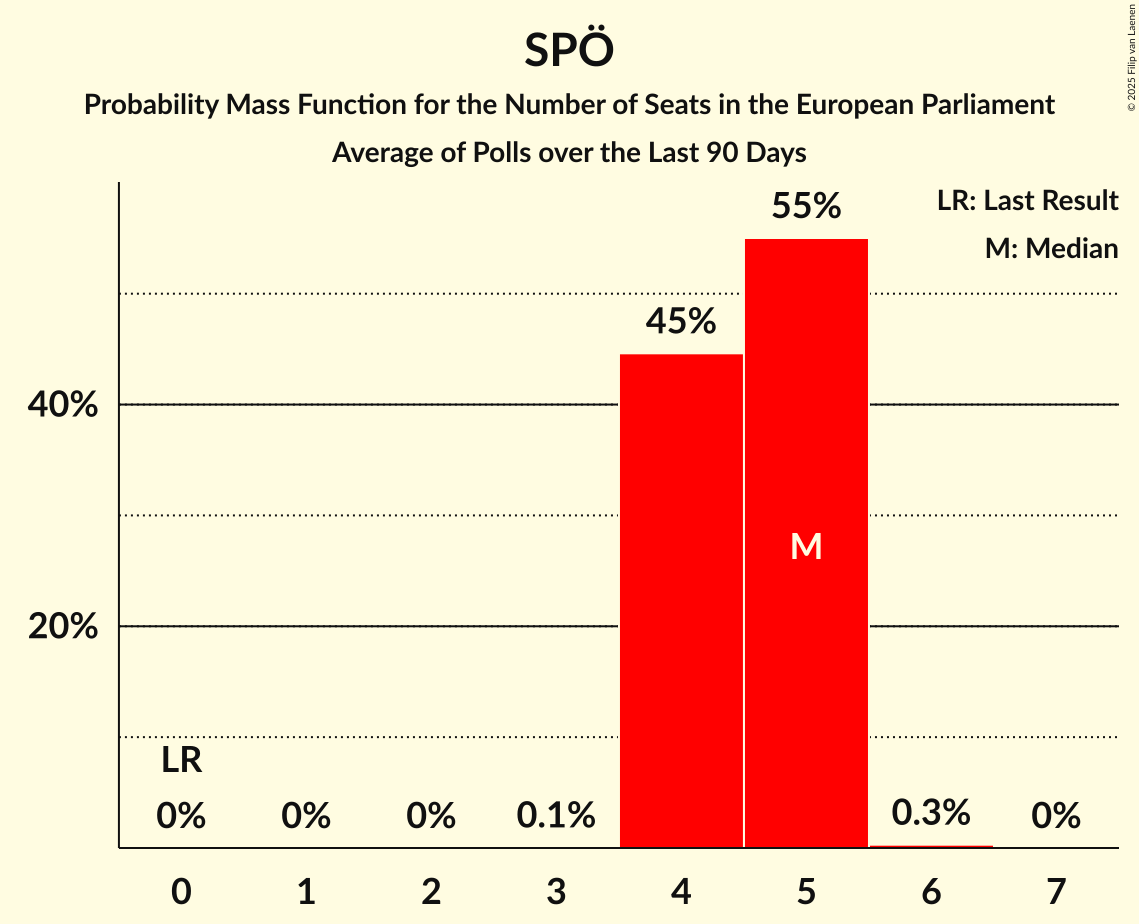 SPÖ
Probability Mass Function for the Number of Seats in the European Parliament
Average of Polls over the Last 90 Days
© 2025 Filip van Laenen
LR: Last Result
M: Median
55%
45%
40%
M
20%
LR
0% 0% 0% 0.1% 0.3% 0%
0 1 2 3 4 5 6 7